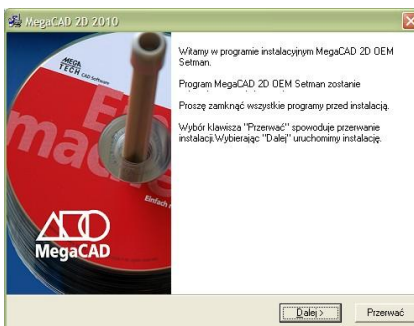 MegaCAD 2D 2010
MEGA
TECH CAD Software
Einfach
MegaCAD
Witamy w programie instalacyjnym MegaCAD 2D OEM
Setman.
Program MegaCAD 2D OEM Setman zostanie
Proszę zamknąć wszystkie programy przed instalacją.
Wybór klawisza "Przerwać" spowoduje przerwanie
instalacji.Wybierając "Dalej" uruchomimy instalację.
Dalej >
Przerwać